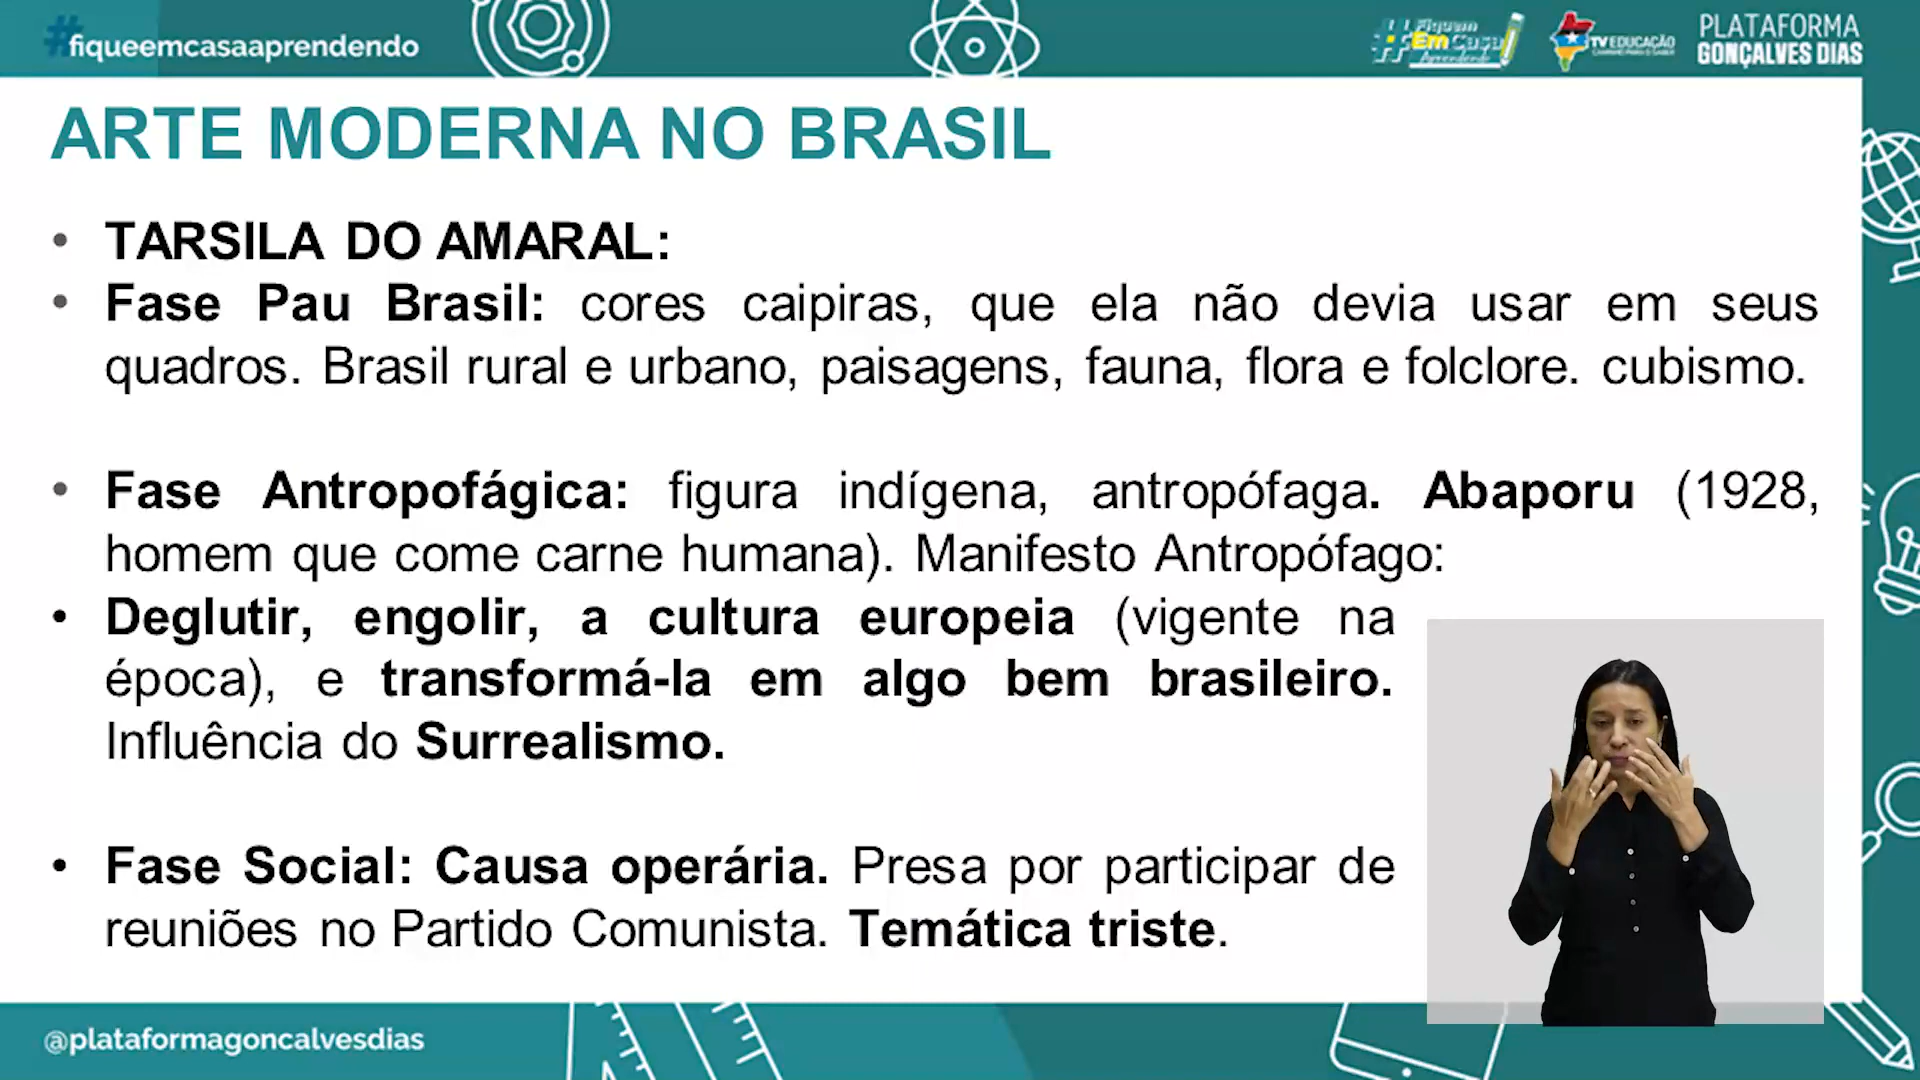 #fiqueemcasaaprendendo
#Fiquem
Em Casa
Aprendendo
TV EDUCAÇÃO
PLATAFORMA
GONÇALVES DIAS
ARTE MODERNA NO BRASIL
• TARSILA DO AMARAL:
• Fase Pau Brasil: cores caipiras, que ela não devia usar em seus
quadros. Brasil rural e urbano, paisagens, fauna, flora e folclore. cubismo.
• Fase Antropofágica: figura indígena, antropófaga. Abaporu (1928,
homem que come carne humana). Manifesto Antropófago:
• Deglutir, engolir, a cultura europeia (vigente na
época), e transformá-la em algo bem brasileiro.
Influência do Surrealismo.
• Fase Social: Causa operária. Presa por participar de
reuniões no Partido Comunista. Temática triste.
@plataformagoncalvesdias